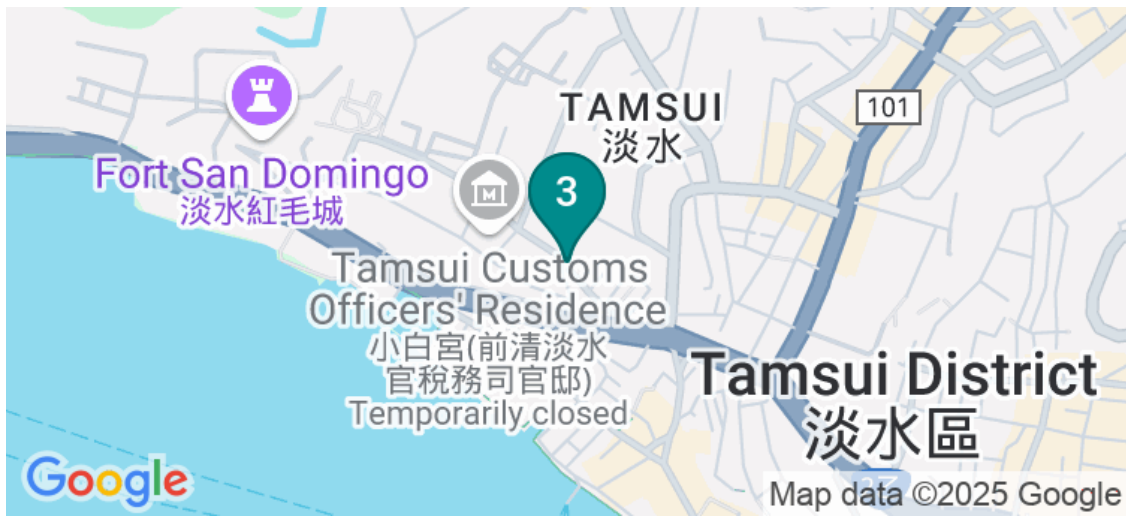 101
TAMSUI
淡水
Fort San Domingo
淡水紅毛城
M
3
Tamsui Customs
Officers' Residence
小白宮(前清淡水
官稅務司官邸)
Temporarily closed
Tamsui District
淡水區
Google
Map data ©2025 Google